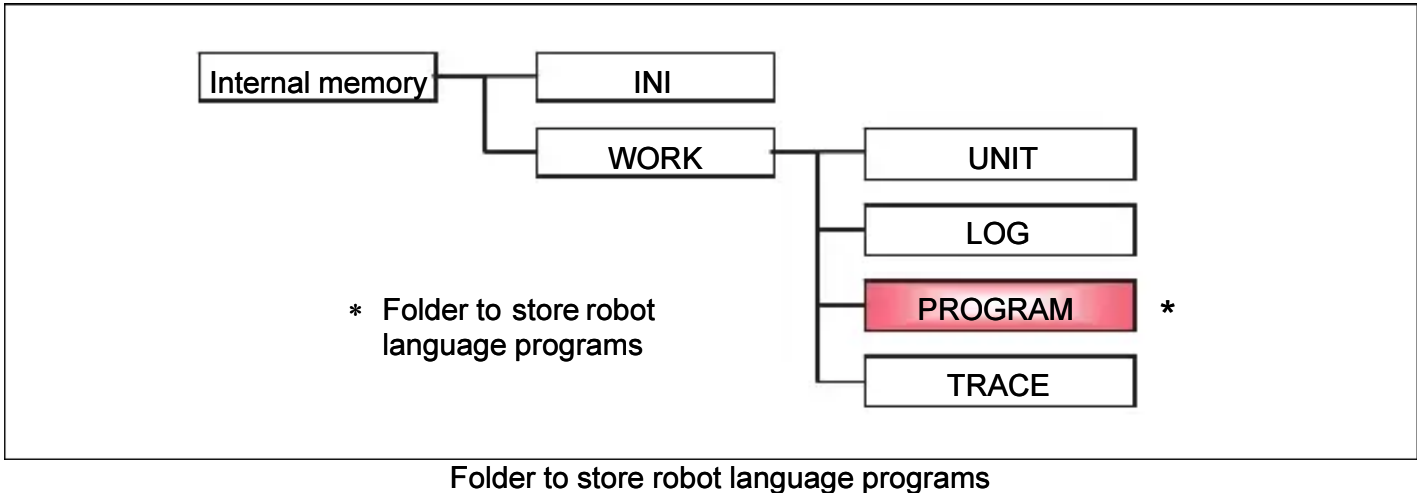 Internal memory
INI
WORK
UNIT
LOG
PROGRAM *
TRACE
* Folder to store robot
language programs
Folder to store robot language programs